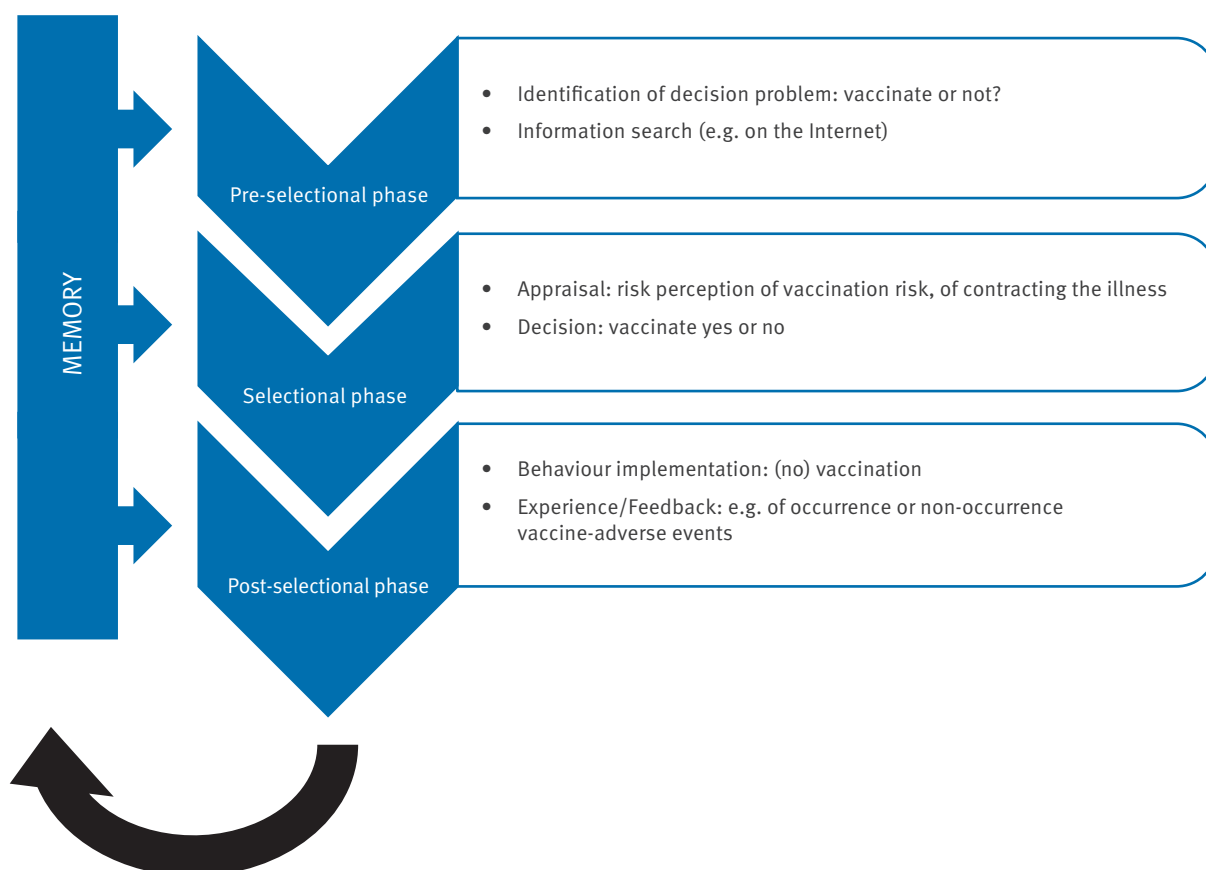 MEMORY
Pre-selectional phase
• Identification of decision problem: vaccinate or not?
• Information search (e.g. on the Internet)
Selectional phase
• Appraisal: risk perception of vaccination risk, of contracting the illness
• Decision: vaccinate yes or no
Post-selectional phase
• Behaviour implementation: (no) vaccination
• Experience/Feedback: e.g. of occurrence or non-occurrence
vaccine-adverse events